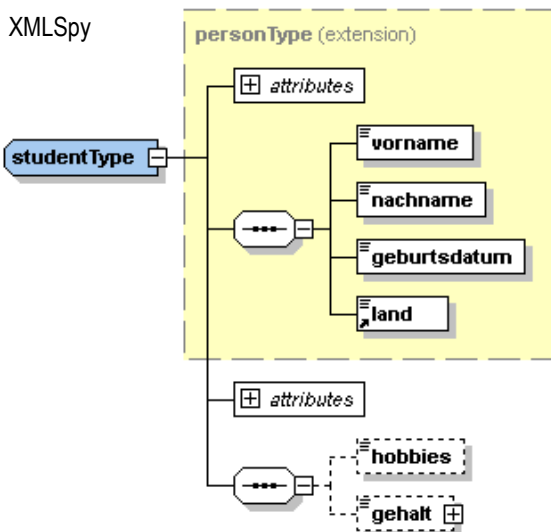 XMLSpy
personType (extension)
attributes
studentType
vorname
nachname
geburtsdatum
land
attributes
hobbies
gehalt